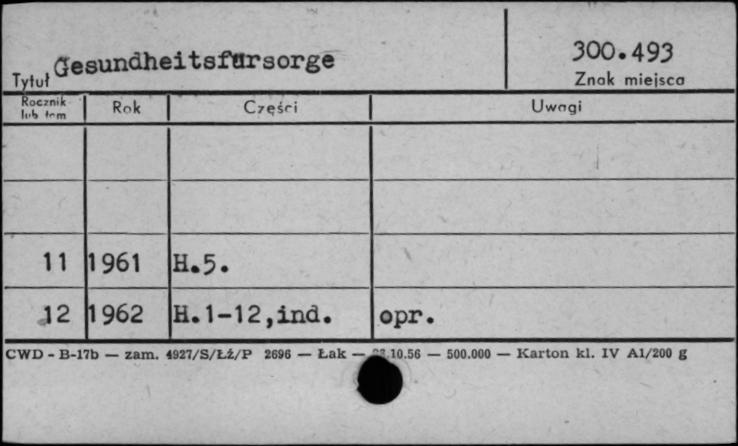 Gesundheitsfürsorge
300.493
Tytuł
Znak miejsca
Rocznik lub tom
Rok
Części
Uwagi
11 1961 H.5.
12 1962 H.1-12,ind. opr.
CWD - B-17b — zam. 4927/S/Łż/P 2696 — Łak — .10.56 — 500.000 — Karton kl. IV A1/200 g